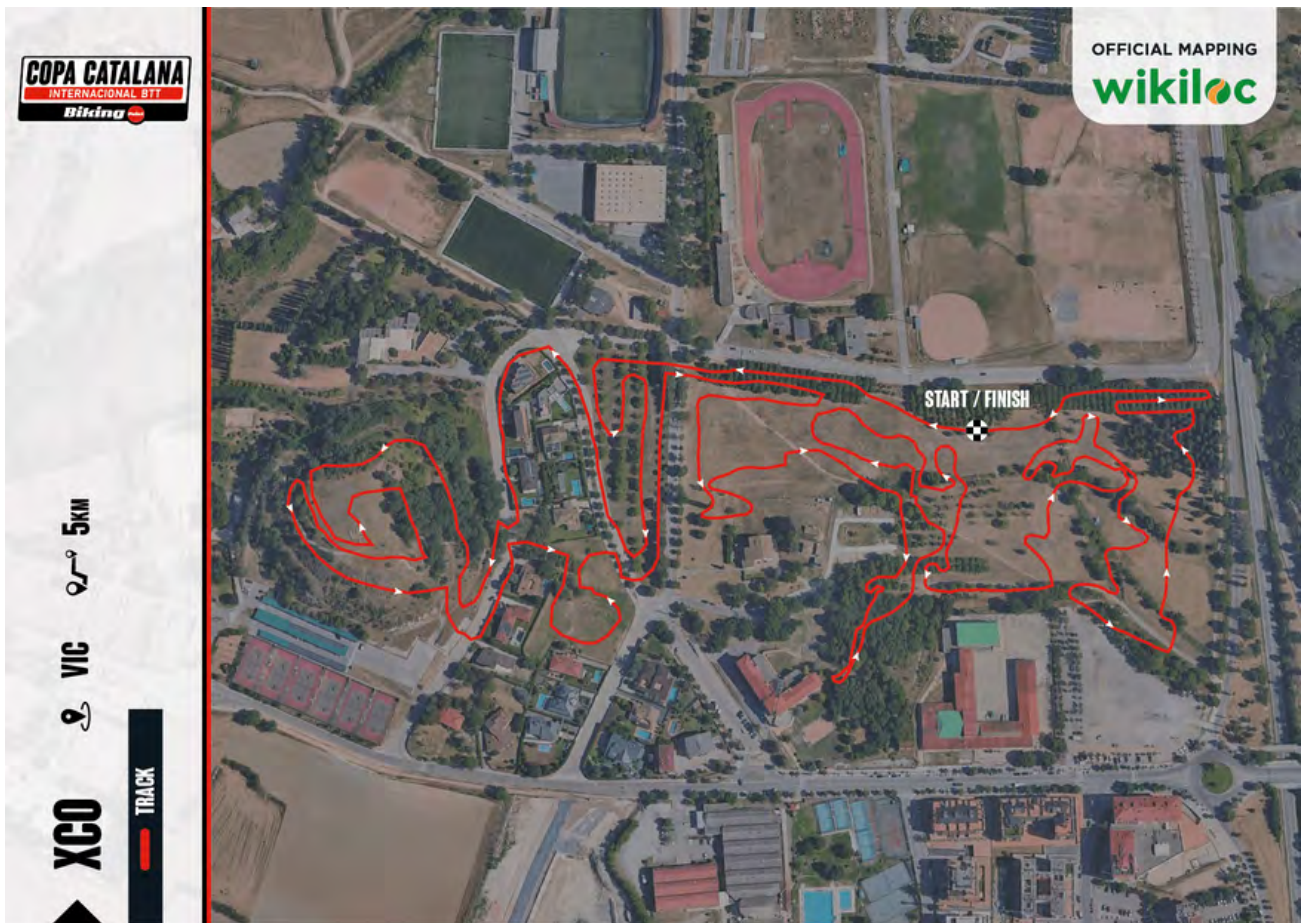 COPA CATALANA
INTERNACIONAL BTT
Biking
OFFICIAL MAPPING
wikiloc
START / FINISH
XCO
VIC
5KM
TRACK